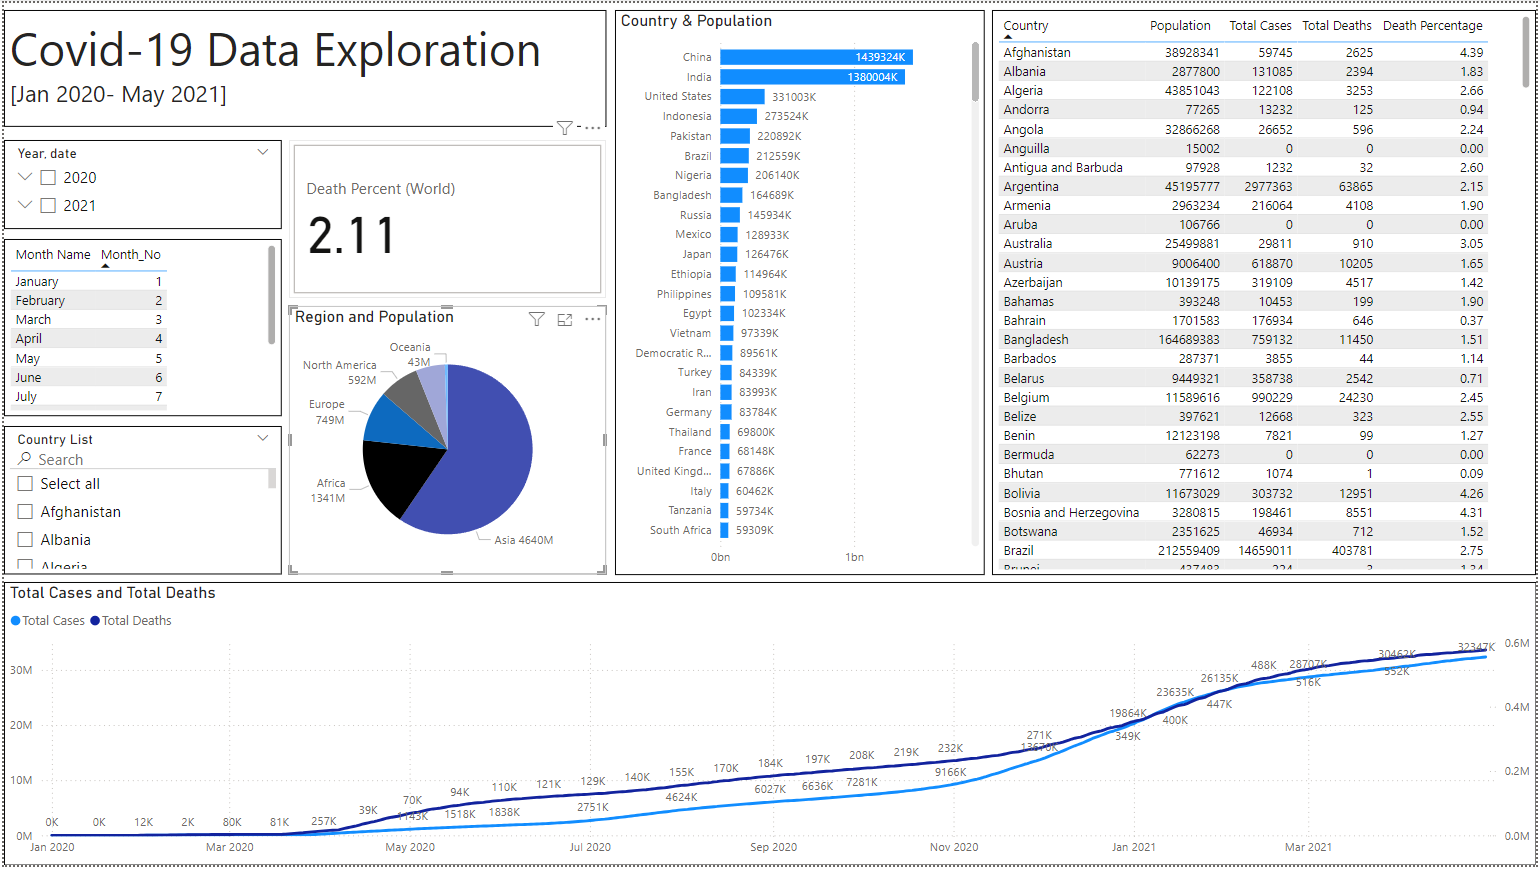 Covid-19 Data Exploration
[Jan 2020- May 2021]
Year, date
2020
2021
Month Name Month_No
January 1
February 2
March 3
April 4
May 5
June 6
July 7
Country List
Search
Select all
Afghanistan
Albania
Algeria
Death Percent (World)
2.11
Region and Population
Oceania
43M
North America
592M
Europe
749M
Africa
1341M
Asia 4640M
Country & Population
China 1439324K
India 1380004K
United States 331003K
Indonesia 273524K
Pakistan 220892K
Brazil 212559K
Nigeria 206140K
Bangladesh 164689K
Russia 145934K
Mexico 128933K
Japan 126476K
Ethiopia 114964K
Philippines 109581K
Egypt 102334K
Vietnam 97339K
Democratic R... 89561K
Turkey 84339K
Iran 83993K
Germany 83784K
Thailand 69800K
France 68148K
United Kingd... 67886K
Italy 60462K
Tanzania 59734K
South Africa 59309K
0bn 1bn
Country Population Total Cases Total Deaths Death Percentage
Afghanistan 38928341 59745 2625 4.39
Albania 2877800 131085 2394 1.83
Algeria 43851043 122108 3253 2.66
Andorra 77265 13232 125 0.94
Angola 32866268 26652 596 2.24
Anguilla 15002 0 0 0.00
Antigua and Barbuda 97928 1232 32 2.60
Argentina 45195777 2977363 63865 2.15
Armenia 2963234 216064 4108 1.90
Aruba 106766 0 0 0.00
Australia 25499881 29811 910 3.05
Austria 9006400 618870 10205 1.65
Azerbaijan 10139175 319109 4517 1.42
Bahamas 393248 10453 199 1.90
Bahrain 1701583 176934 646 0.37
Bangladesh 164689383 759132 11450 1.51
Barbados 287371 3855 44 1.14
Belarus 9449321 358738 2542 0.71
Belgium 11589616 990229 24230 2.45
Belize 397621 12668 323 2.55
Benin 12123198 7821 99 1.27
Bermuda 62273 0 0 0.00
Bhutan 771612 1074 1 0.09
Bolivia 11673029 303732 12951 4.26
Bosnia and Herzegovina 3280815 198461 8551 4.31
Botswana 2351625 46934 712 1.52
Brazil 212559409 14659011 403781 2.75
Brunei 437483 224 3 1.34
Total Cases and Total Deaths
Total Cases Total Deaths
30M
20M
10M
0M
0.6M
0.4M
0.2M
0.0M
0K 0K 12K 2K 80K 81K 257K 39K 70K 94K 110K 121K 129K 140K 155K 170K 184K 197K 208K 219K 232K 271K 19864K 23635K 26135K 488K 28707K 30462K 32347K
1143K 1518K 1838K 2751K 4624K 6027K 6636K 7281K 9166K 13670K 349K 400K 447K 516K 552K
Jan 2020 Mar 2020 May 2020 Jul 2020 Sep 2020 Nov 2020 Jan 2021 Mar 2021